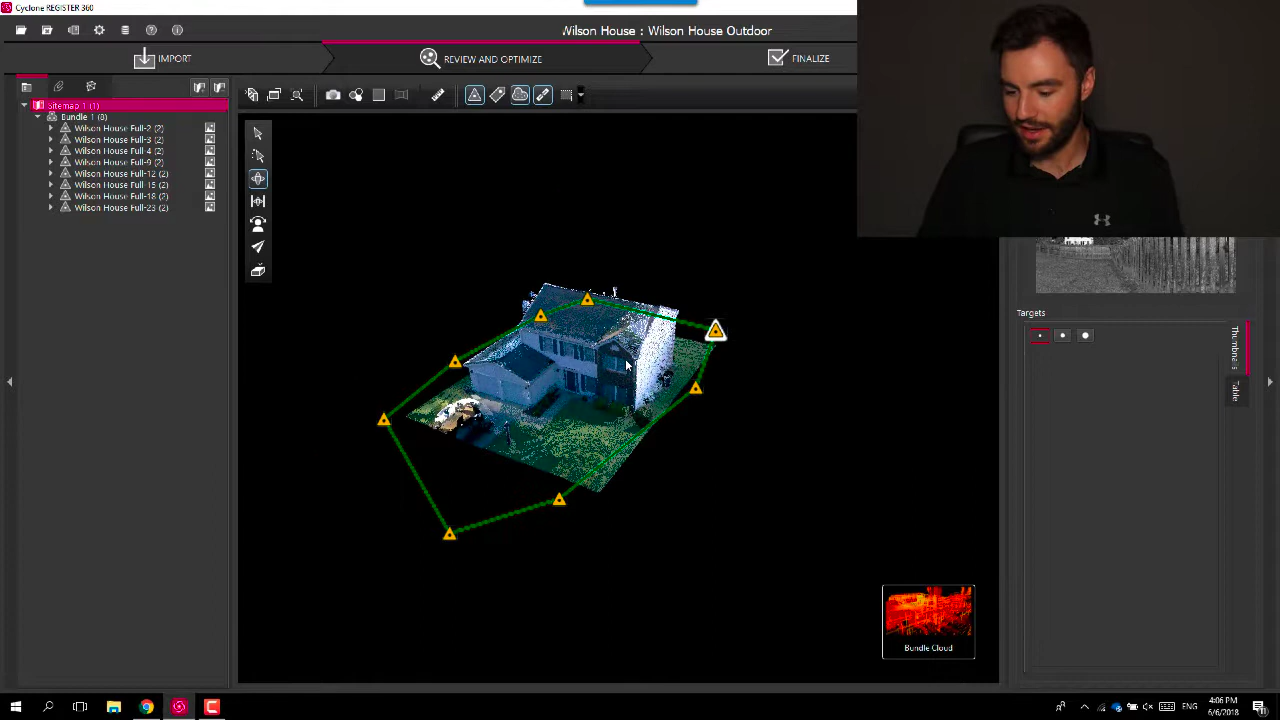 Cyclone REGISTER 360
Wilson House : Wilson House Outdoor
IMPORT
REVIEW AND OPTIMIZE
FINALIZE
Sitemap 1 (1)
Bundle 1 (8)
Wilson House Full-2 (2)
Wilson House Full-3 (2)
Wilson House Full-4 (2)
Wilson House Full-9 (2)
Wilson House Full-12 (2)
Wilson House Full-15 (2)
Wilson House Full-18 (2)
Wilson House Full-23 (2)
Targets
Thumbnails
Table
Bundle Cloud
ENG
4:06 PM
6/6/2018